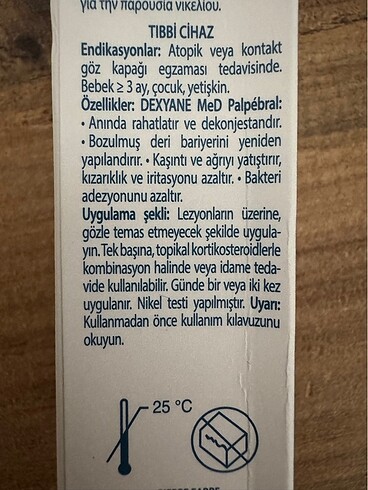 για την παρουσία νικελίου.
TIBBİ CİHAZ
Endikasyonlar: Atopik veya kontakt
göz kapağı egzaması tedavisinde.
Bebek ≥ 3 ay, çocuk, yetişkin.
Özellikler: DEXYANE MeD Palpébral:
• Anında rahatlatır ve dekonjestandır.
• Bozulmuş deri bariyerini yeniden
yapılandırır. • Kaşıntı ve ağrıyı yatıştırır,
kızarıklık ve iritasyonu azaltır. • Bakteri
adezyonunu azaltır.
Uygulama şekli: Lezyonların üzerine,
gözle temas etmeyecek şekilde uygula-
yın. Tek başına, topikal kortikosteroidlerle
kombinasyon halinde veya idame teda-
vide kullanılabilir. Günde bir veya iki kez
uygulanır. Nikel testi yapılmıştır. Uyarı:
Kullanmadan önce kullanım kılavuzunu
okuyun.
25 °C